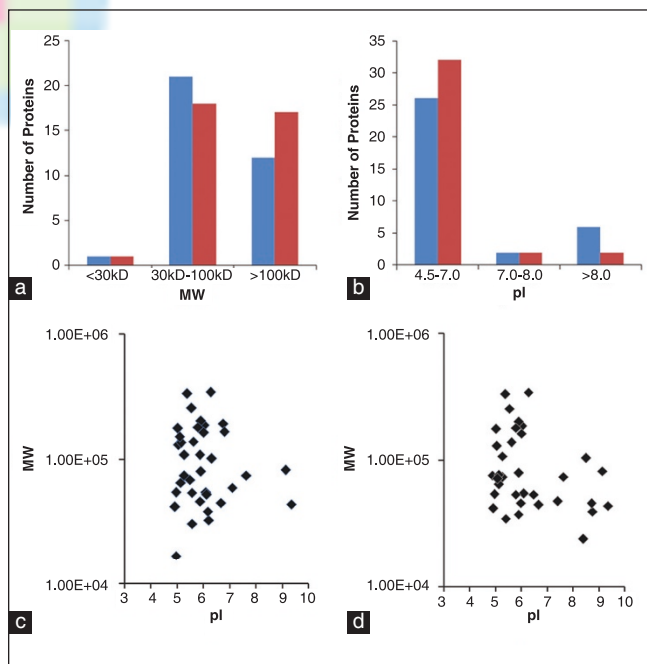 25
20
15
10
5
0
Number of Proteins
<30kD 30kD-100kD >100kD
MW
a
35
30
25
20
15
10
5
0
Number of Proteins
4.5-7.0 7.0-8.0 >8.0
pI
b
1.00E+06
1.00E+05
1.00E+04
MW
3 4 5 6 7 8 9 10
pI
c
1.00E+06
1.00E+05
1.00E+04
MW
3 4 5 6 7 8 9 10
pI
d